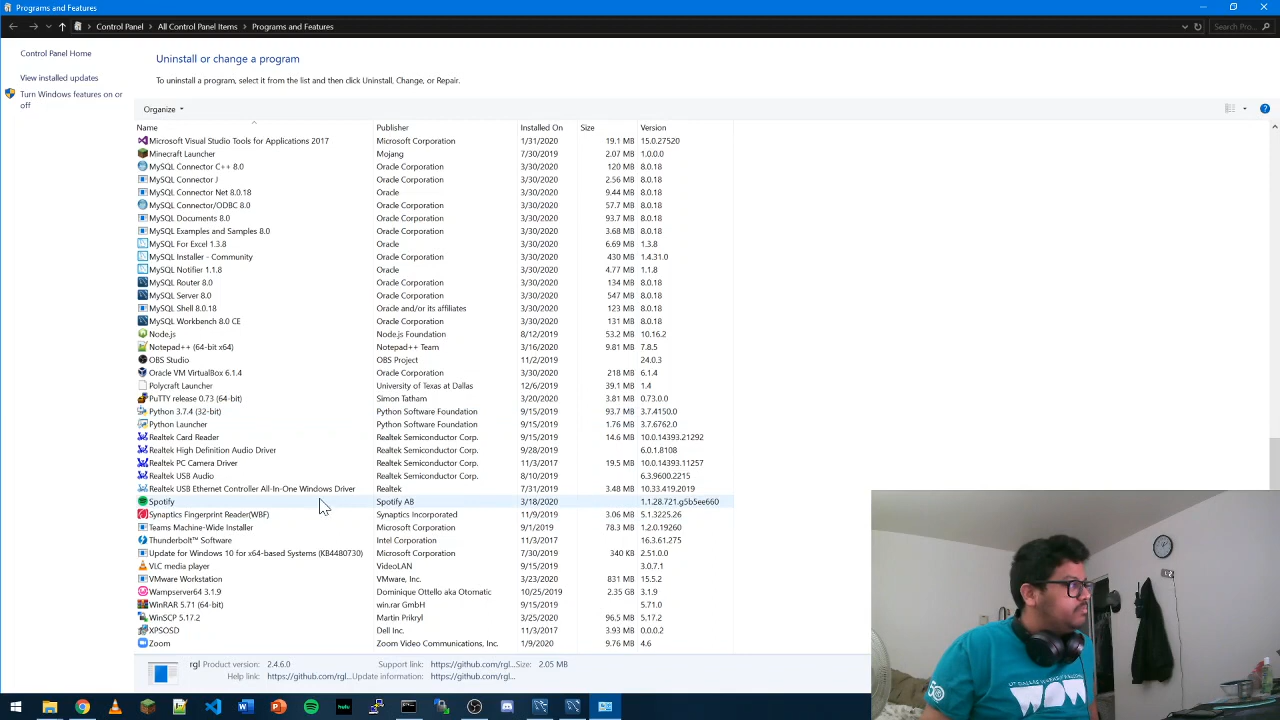 Programs and Features
Control Panel > All Control Panel Items > Programs and Features
Search Pro...
Control Panel Home
View installed updates
Turn Windows features on or
off
Uninstall or change a program
To uninstall a program, select it from the list and then click Uninstall, Change, or Repair.
Organize
Name Publisher Installed On Size Version
Microsoft Visual Studio Tools for Applications 2017 Microsoft Corporation 1/31/2020 19.1 MB 15.0.27520
Minecraft Launcher Mojang 7/30/2019 2.07 MB 1.0.0.0
MySQL Connector C++ 8.0 Oracle Corporation 3/30/2020 120 MB 8.0.18
MySQL Connector J Oracle Corporation 3/30/2020 2.56 MB 8.0.18
MySQL Connector Net 8.0.18 Oracle 3/30/2020 9.44 MB 8.0.18
MySQL Connector/ODBC 8.0 Oracle Corporation 3/30/2020 57.7 MB 8.0.18
MySQL Documents 8.0 Oracle Corporation 3/30/2020 93.7 MB 8.0.18
MySQL Examples and Samples 8.0 Oracle Corporation 3/30/2020 3.68 MB 8.0.18
MySQL For Excel 1.3.8 Oracle 3/30/2020 6.69 MB 1.3.8
MySQL Installer - Community Oracle Corporation 3/30/2020 430 MB 1.4.31.0
MySQL Notifier 1.1.8 Oracle 3/30/2020 4.77 MB 1.1.8
MySQL Router 8.0 Oracle Corporation 3/30/2020 134 MB 8.0.18
MySQL Server 8.0 Oracle Corporation 3/30/2020 547 MB 8.0.18
MySQL Shell 8.0.18 Oracle and/or its affiliates 3/30/2020 123 MB 8.0.18
MySQL Workbench 8.0 CE Oracle Corporation 3/30/2020 131 MB 8.0.18
Node.js Node.js Foundation 8/12/2019 53.2 MB 10.16.2
Notepad++ (64-bit x64) Notepad++ Team 3/16/2020 9.81 MB 7.8.5
OBS Studio OBS Project 11/2/2019 24.0.3
Oracle VM VirtualBox 6.1.4 Oracle Corporation 3/30/2020 218 MB 6.1.4
Polycraft Launcher University of Texas at Dallas 12/6/2019 39.1 MB 1.4
PuTTY release 0.73 (64-bit) Simon Tatham 3/20/2020 3.81 MB 0.73.0.0
Python 3.7.4 (32-bit) Python Software Foundation 9/15/2019 93.7 MB 3.7.4150.0
Python Launcher Python Software Foundation 9/15/2019 1.76 MB 3.7.6762.0
Realtek Card Reader Realtek Semiconductor Corp. 9/15/2019 14.6 MB 10.0.14393.21292
Realtek High Definition Audio Driver Realtek Semiconductor Corp. 9/28/2019 6.0.1.8108
Realtek PC Camera Driver Realtek Semiconductor Corp. 11/3/2017 19.5 MB 10.0.14393.11257
Realtek USB Audio Realtek Semiconductor Corp. 8/10/2019 6.3.9600.2215
Realtek USB Ethernet Controller All-In-One Windows Driver Realtek 7/31/2019 3.48 MB 10.33.419.2019
Spotify Spotify AB 3/18/2020 1.1.28.721.g5b5ee660
Synaptics Fingerprint Reader(WBF) Synaptics Incorporated 11/9/2019 3.06 MB 5.1.3225.26
Teams Machine-Wide Installer Microsoft Corporation 9/1/2019 78.3 MB 1.2.0.19260
Thunderbolt™ Software Intel Corporation 11/3/2017 16.3.61.275
Update for Windows 10 for x64-based Systems (KB4480730) Microsoft Corporation 7/30/2019 340 KB 2.51.0.0
VLC media player VideoLAN 9/15/2019 3.0.7.1
VMware Workstation VMware, Inc. 3/23/2020 831 MB 15.5.2
Wampserver64 3.1.9 Dominique Ottello aka Otomatic 10/25/2019 2.35 GB 3.1.9
WinRAR 5.71 (64-bit) win.rar GmbH 9/15/2019 5.71.0
WinSCP 5.17.2 Martin Prikryl 3/25/2020 96.5 MB 5.17.2
XPSOSD Dell Inc. 11/3/2017 3.93 MB 0.0.0.2
Zoom Zoom Video Communications, Inc. 1/9/2020 9.76 MB 4.6
rgl Product version: 2.4.6.0 Support link: https://github.com/rgl... Size: 2.05 MB
Help link: https://github.com/rgl... Update information: https://github.com/rgl...
hulu